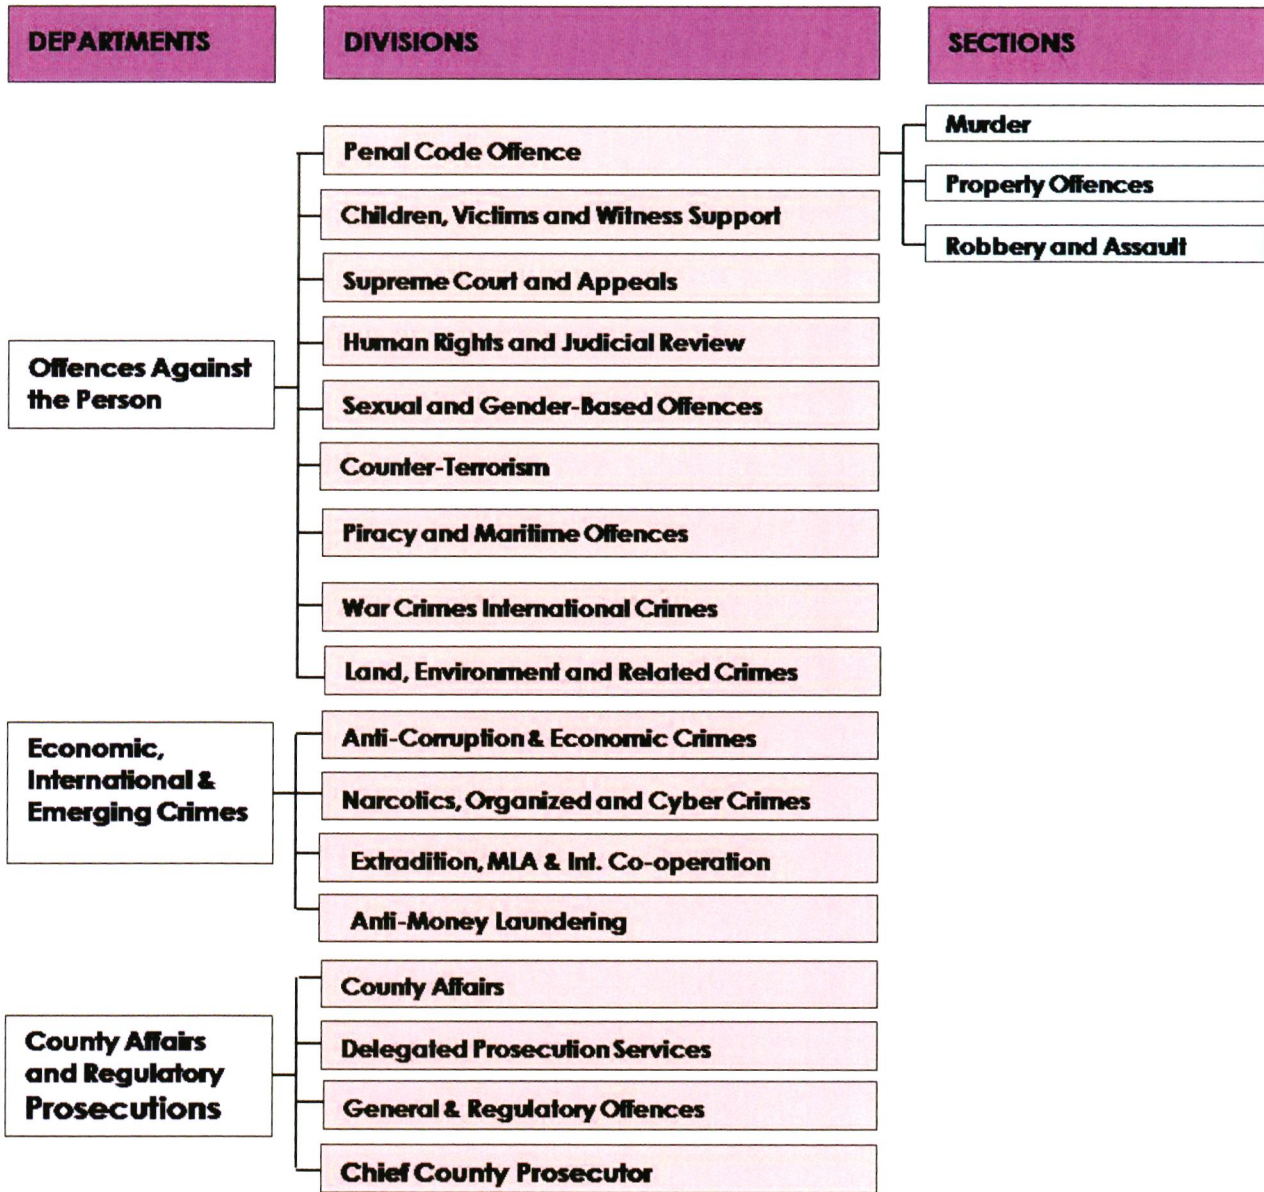 DEPARTMENTS
DIVISIONS
SECTIONS
Offences Against
the Person
Penal Code Offence
Murder
Property Offences
Robbery and Assault
Children, Victims and Witness Support
Supreme Court and Appeals
Human Rights and Judicial Review
Sexual and Gender-Based Offences
Counter-Terrorism
Piracy and Maritime Offences
War Crimes International Crimes
Land, Environment and Related Crimes
Economic,
International &
Emerging Crimes
Anti-Corruption & Economic Crimes
Narcotics, Organized and Cyber Crimes
Extradition, MLA & Int. Co-operation
Anti-Money Laundering
County Affairs
and Regulatory
Prosecutions
County Affairs
Delegated Prosecution Services
General & Regulatory Offences
Chief County Prosecutor